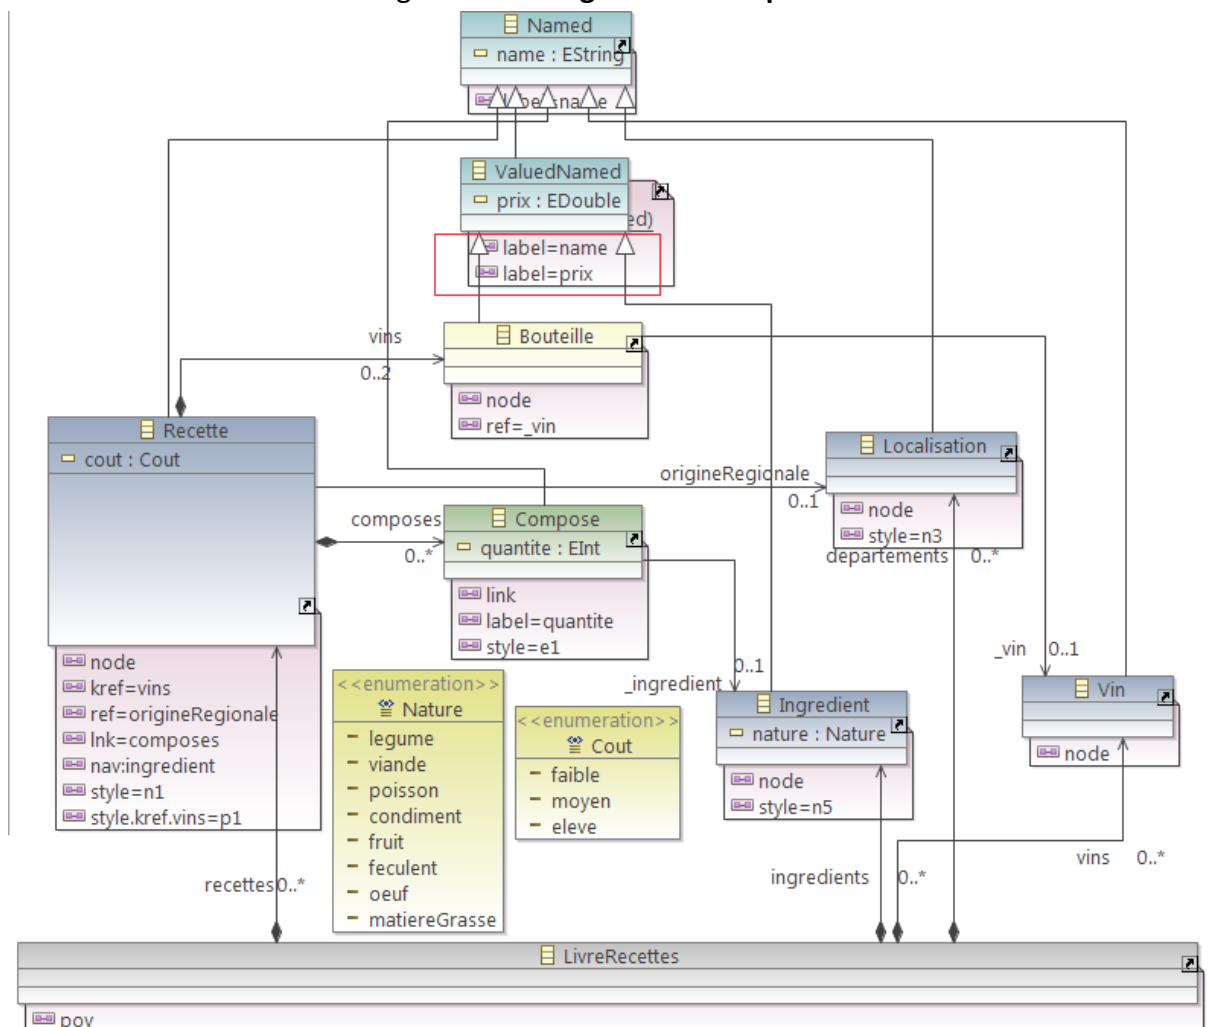 Named
name : EString
label=name
ValuedNamed
prix : EDouble
ed)
label=name
label=prix
vins
0..2
Bouteille
node
ref=_vin
Recette
cout : Cout
node
kref=vins
ref=origineRegionale
lnk=composes
nav:ingredient
style=n1
style.kref.vins=p1
origineRegionale
0..1
Localisation
node
style=n3
departements
0..*
composes
0..*
Compose
quantite : EInt
link
label=quantite
style=e1
_ingredient
0..1
_vin
0..1
<<enumeration>>
Nature
legume
viande
poisson
condiment
fruit
feculent
oeuf
matiereGrasse
<<enumeration>>
Cout
faible
moyen
eleve
Ingredient
nature : Nature
node
style=n5
Vin
node
recettes
0..*
ingredients
0..*
vins
0..*
LivreRecettes
pov